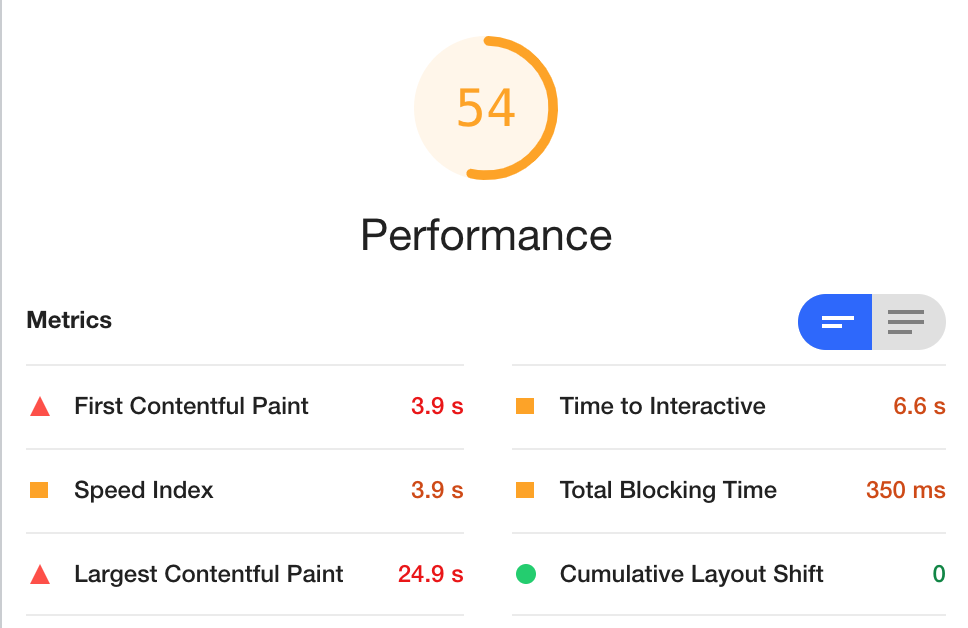 54
Performance
Metrics
First Contentful Paint 3.9 s
Time to Interactive 6.6 s
Speed Index 3.9 s
Total Blocking Time 350 ms
Largest Contentful Paint 24.9 s
Cumulative Layout Shift 0